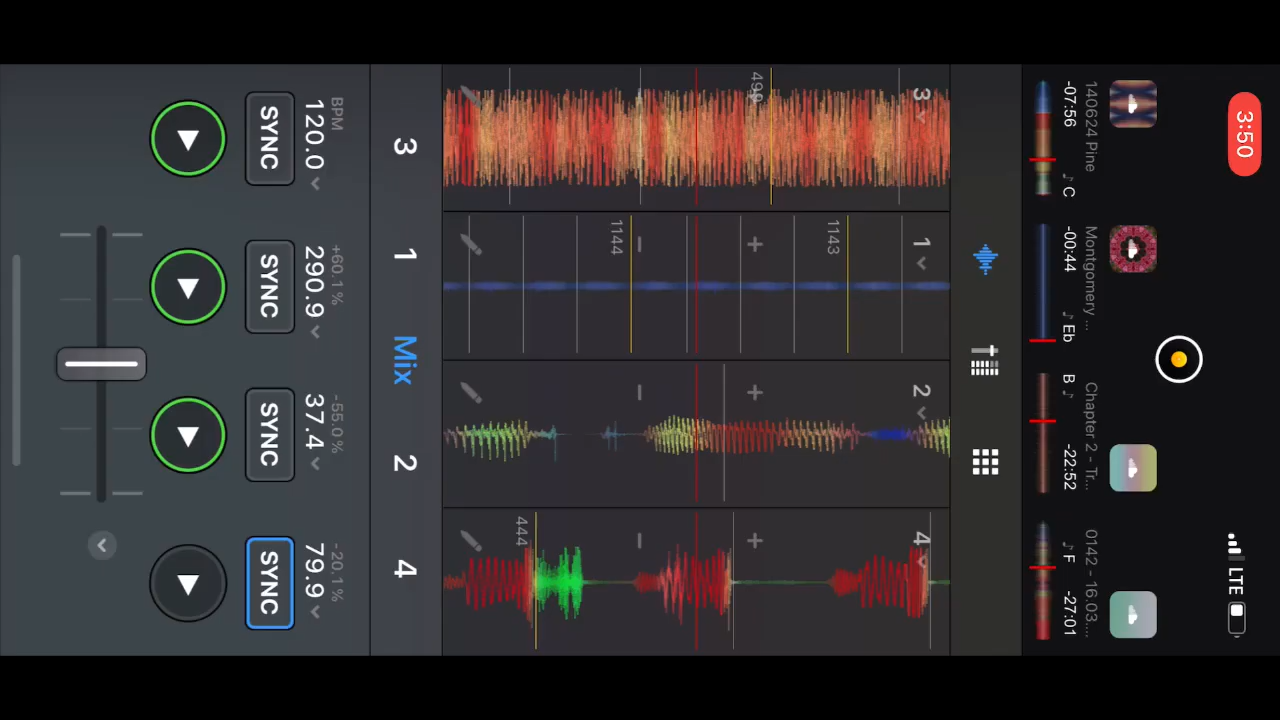 3:50
LTE
140624 Pine
-07:56
♪ C
Montgomery ...
-00:44
♪ Eb
Chapter 2 - Tr...
B ♪
-22:52
0142 - 16.03....
♪ F
-27:01
3
499
1
1143
1144
2
4
444
3
1
Mix
2
4
BPM
120.0
+60.1%
290.9
-55.0%
37.4
-20.1%
79.9
SYNC
SYNC
SYNC
SYNC